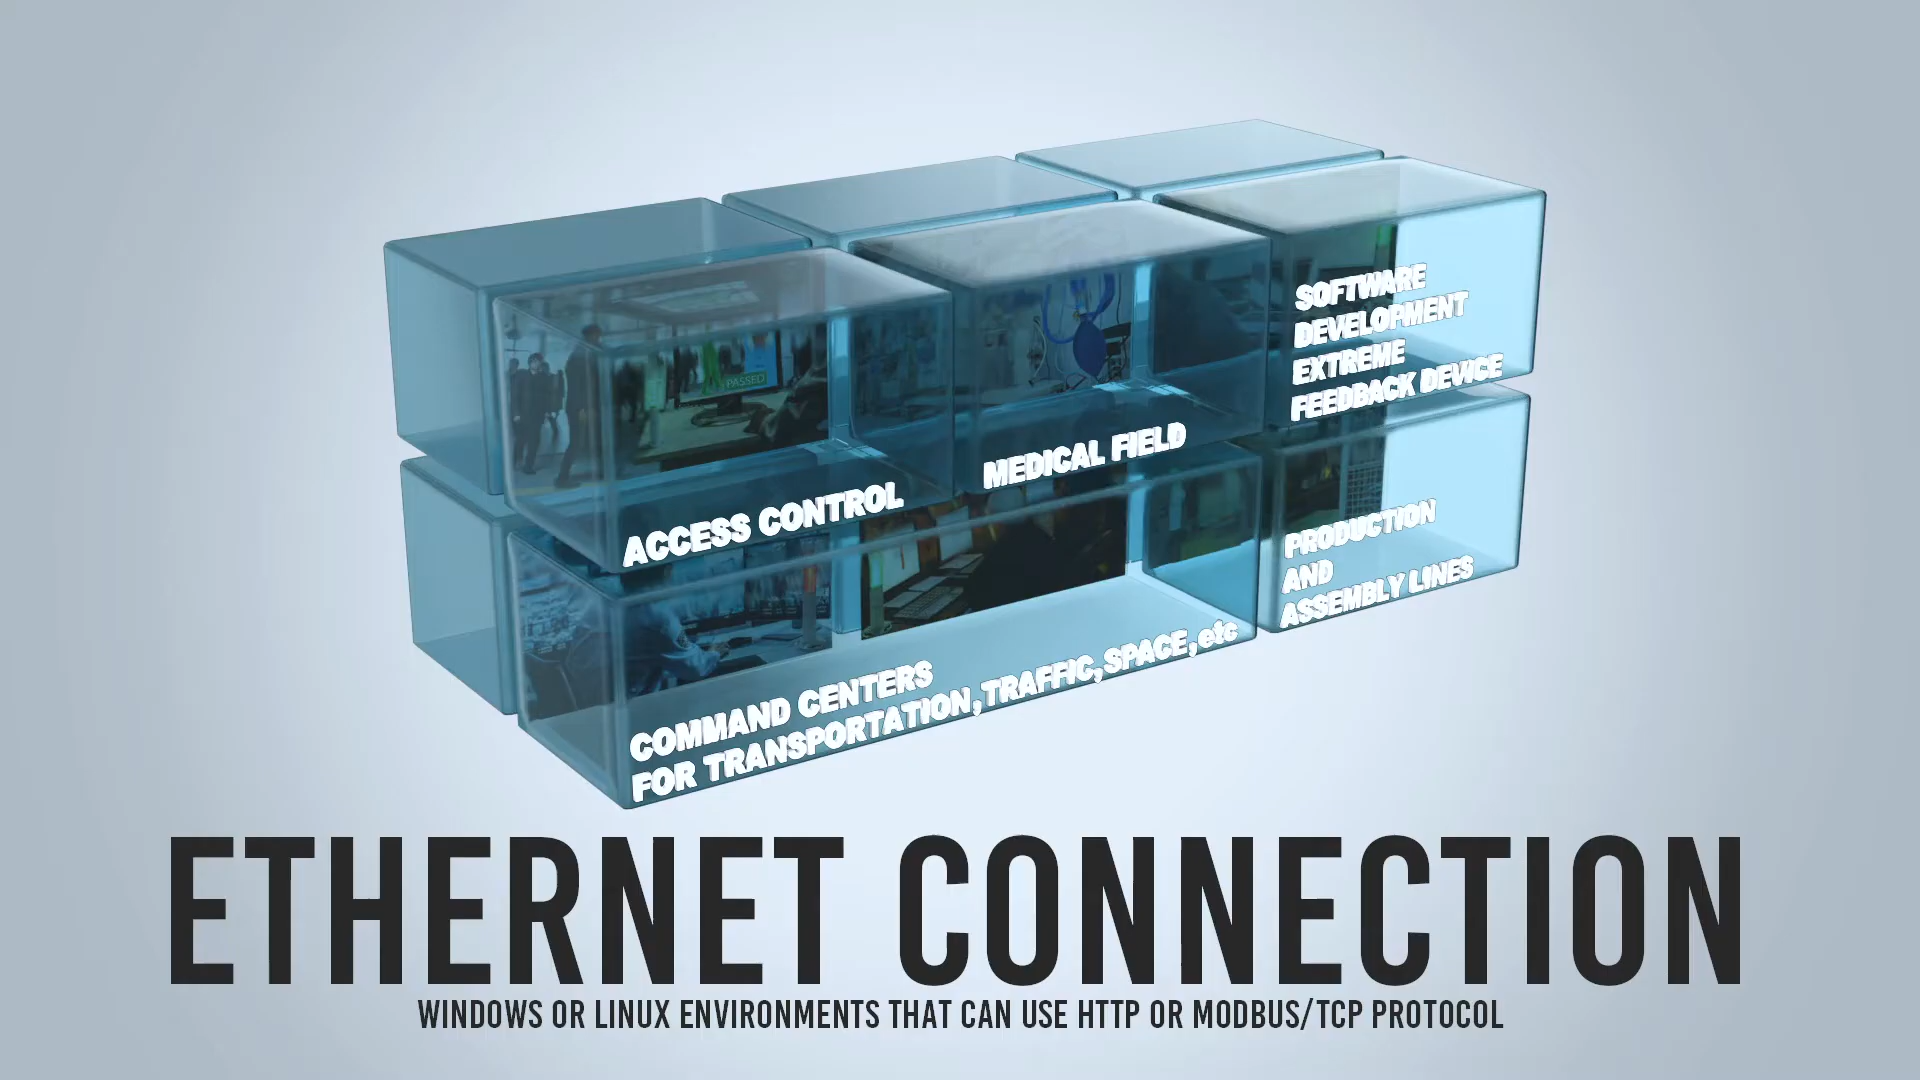 SOFTWARE
DEVELOPMENT
EXTREME
FEEDBACK DEVICE
PASSED
MEDICAL FIELD
ACCESS CONTROL
PRODUCTION
AND
ASSEMBLY LINES
COMMAND CENTERS
FOR TRANSPORTATION,TRAFFIC,SPACE,etc
ETHERNET CONNECTION
WINDOWS OR LINUX ENVIRONMENTS THAT CAN USE HTTP OR MODBUS/TCP PROTOCOL